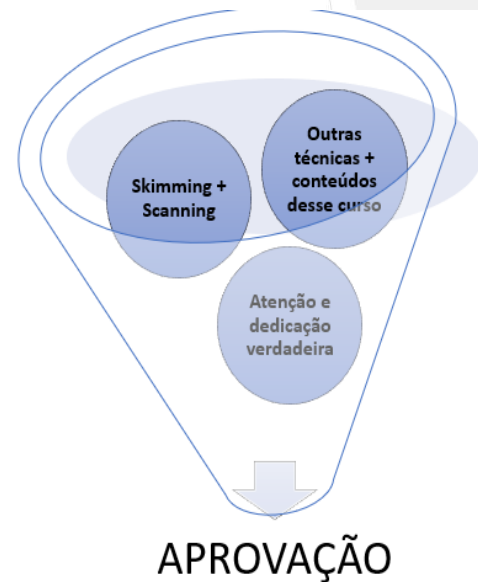 Skimming +
Scanning
Outras
técnicas +
conteúdos
desse curso
Atenção e
dedicação
verdadeira
APROVAÇÃO